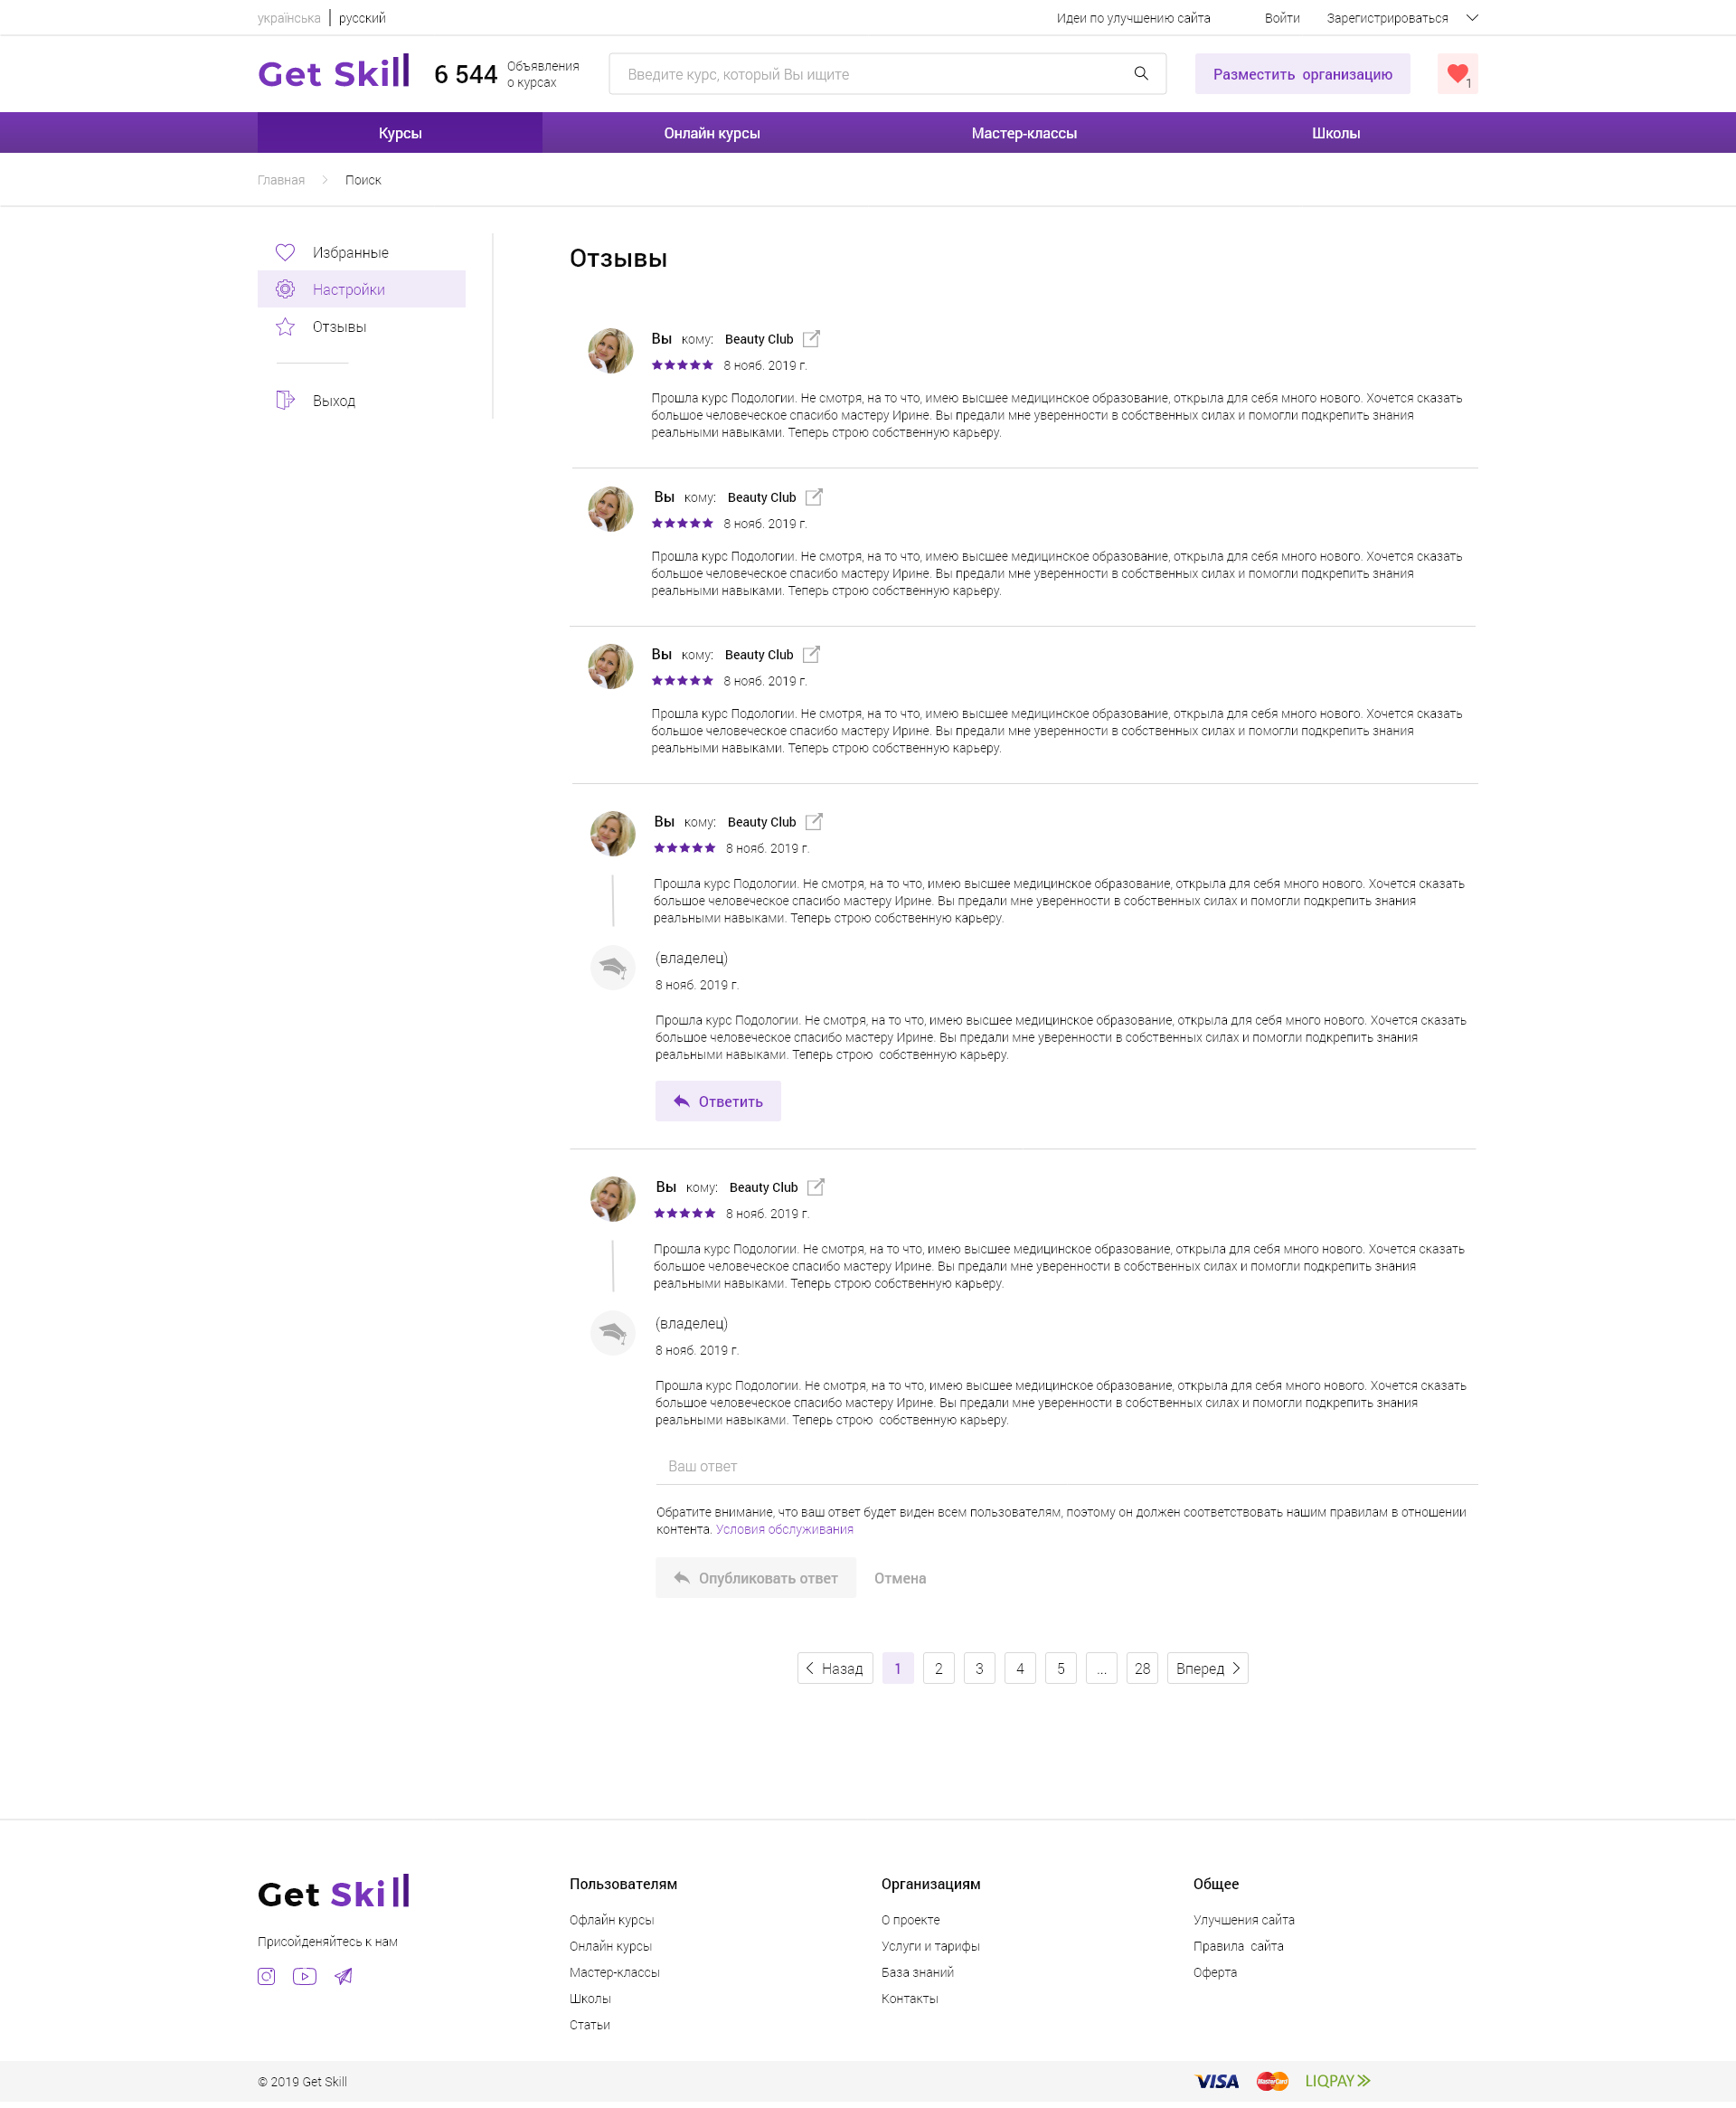 українська русский Идеи по улучшению сайта Войти Зарегистрироваться
Get Skill 6 544 Объявления о курсах Введите курс, который Вы ищите Разместить организацию 1
Курсы Онлайн курсы Мастер-классы Школы
Главная Поиск
Избранные
Настройки
Отзывы
Выход
Отзывы
Вы кому: Beauty Club
8 нояб. 2019 г.
Прошла курс Подологии. Не смотря, на то что, имею высшее медицинское образование, открыла для себя много нового. Хочется сказать
большое человеческое спасибо мастеру Ирине. Вы предали мне уверенности в собственных силах и помогли подкрепить знания
реальными навыками. Теперь строю собственную карьеру.
Вы кому: Beauty Club
8 нояб. 2019 г.
Прошла курс Подологии. Не смотря, на то что, имею высшее медицинское образование, открыла для себя много нового. Хочется сказать
большое человеческое спасибо мастеру Ирине. Вы предали мне уверенности в собственных силах и помогли подкрепить знания
реальными навыками. Теперь строю собственную карьеру.
Вы кому: Beauty Club
8 нояб. 2019 г.
Прошла курс Подологии. Не смотря, на то что, имею высшее медицинское образование, открыла для себя много нового. Хочется сказать
большое человеческое спасибо мастеру Ирине. Вы предали мне уверенности в собственных силах и помогли подкрепить знания
реальными навыками. Теперь строю собственную карьеру.
Вы кому: Beauty Club
8 нояб. 2019 г.
Прошла курс Подологии. Не смотря, на то что, имею высшее медицинское образование, открыла для себя много нового. Хочется сказать
большое человеческое спасибо мастеру Ирине. Вы предали мне уверенности в собственных силах и помогли подкрепить знания
реальными навыками. Теперь строю собственную карьеру.
(владелец)
8 нояб. 2019 г.
Прошла курс Подологии. Не смотря, на то что, имею высшее медицинское образование, открыла для себя много нового. Хочется сказать
большое человеческое спасибо мастеру Ирине. Вы предали мне уверенности в собственных силах и помогли подкрепить знания
реальными навыками. Теперь строю собственную карьеру.
Ответить
Вы кому: Beauty Club
8 нояб. 2019 г.
Прошла курс Подологии. Не смотря, на то что, имею высшее медицинское образование, открыла для себя много нового. Хочется сказать
большое человеческое спасибо мастеру Ирине. Вы предали мне уверенности в собственных силах и помогли подкрепить знания
реальными навыками. Теперь строю собственную карьеру.
(владелец)
8 нояб. 2019 г.
Прошла курс Подологии. Не смотря, на то что, имею высшее медицинское образование, открыла для себя много нового. Хочется сказать
большое человеческое спасибо мастеру Ирине. Вы предали мне уверенности в собственных силах и помогли подкрепить знания
реальными навыками. Теперь строю собственную карьеру.
Ваш ответ
Обратите внимание, что ваш ответ будет виден всем пользователям, поэтому он должен соответствовать нашим правилам в отношении
контента. Условия обслуживания
Опубликовать ответ Отмена
Назад 1 2 3 4 5 ... 28 Вперед
Get Skill
Присойденяйтесь к нам
Пользователям
Офлайн курсы
Онлайн курсы
Мастер-классы
Школы
Статьи
Организациям
О проекте
Услуги и тарифы
База знаний
Контакты
Общее
Улучшения сайта
Правила сайта
Оферта
© 2019 Get Skill VISA MasterCard LIQPAY